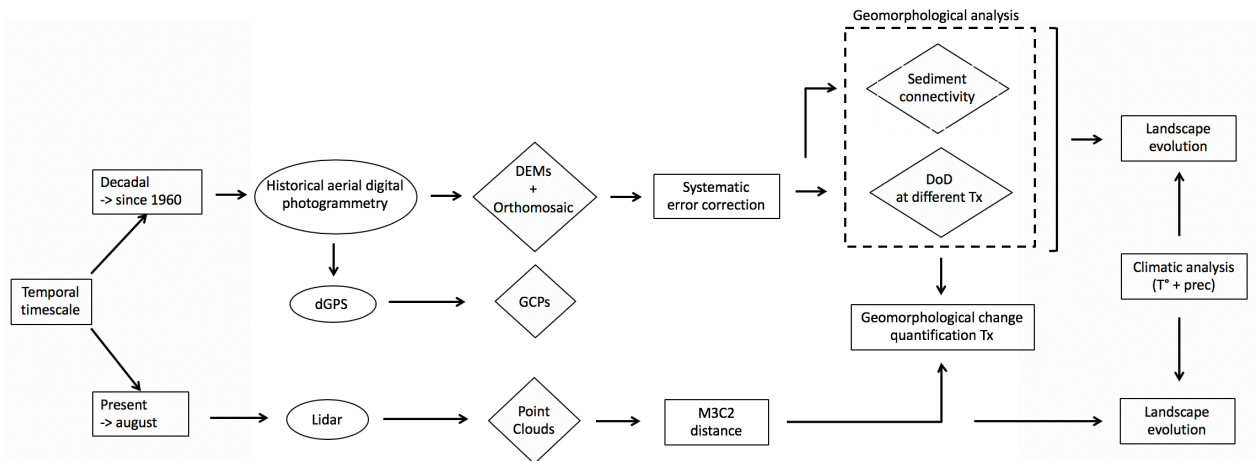 Geomorphological analysis
Sediment
connectivity
Landscape
evolution
Decadal
-> since 1960
Historical aerial digital
photogrammetry
DEMs
+
Orthomosaic
Systematic
error correction
DoD
at different Tx
Temporal
timescale
dGPS
GCPs
Climatic analysis
(T° + prec)
Geomorphological change
quantification Tx
Present
-> august
Lidar
Point
Clouds
M3C2
distance
Landscape
evolution